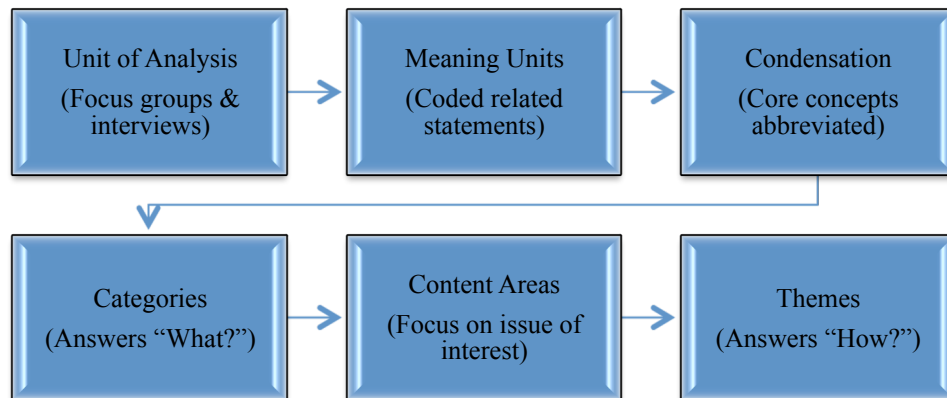 Unit of Analysis
(Focus groups &
interviews)
Meaning Units
(Coded related
statements)
Condensation
(Core concepts
abbreviated)
Categories
(Answers “What?”)
Content Areas
(Focus on issue of
interest)
Themes
(Answers “How?”)